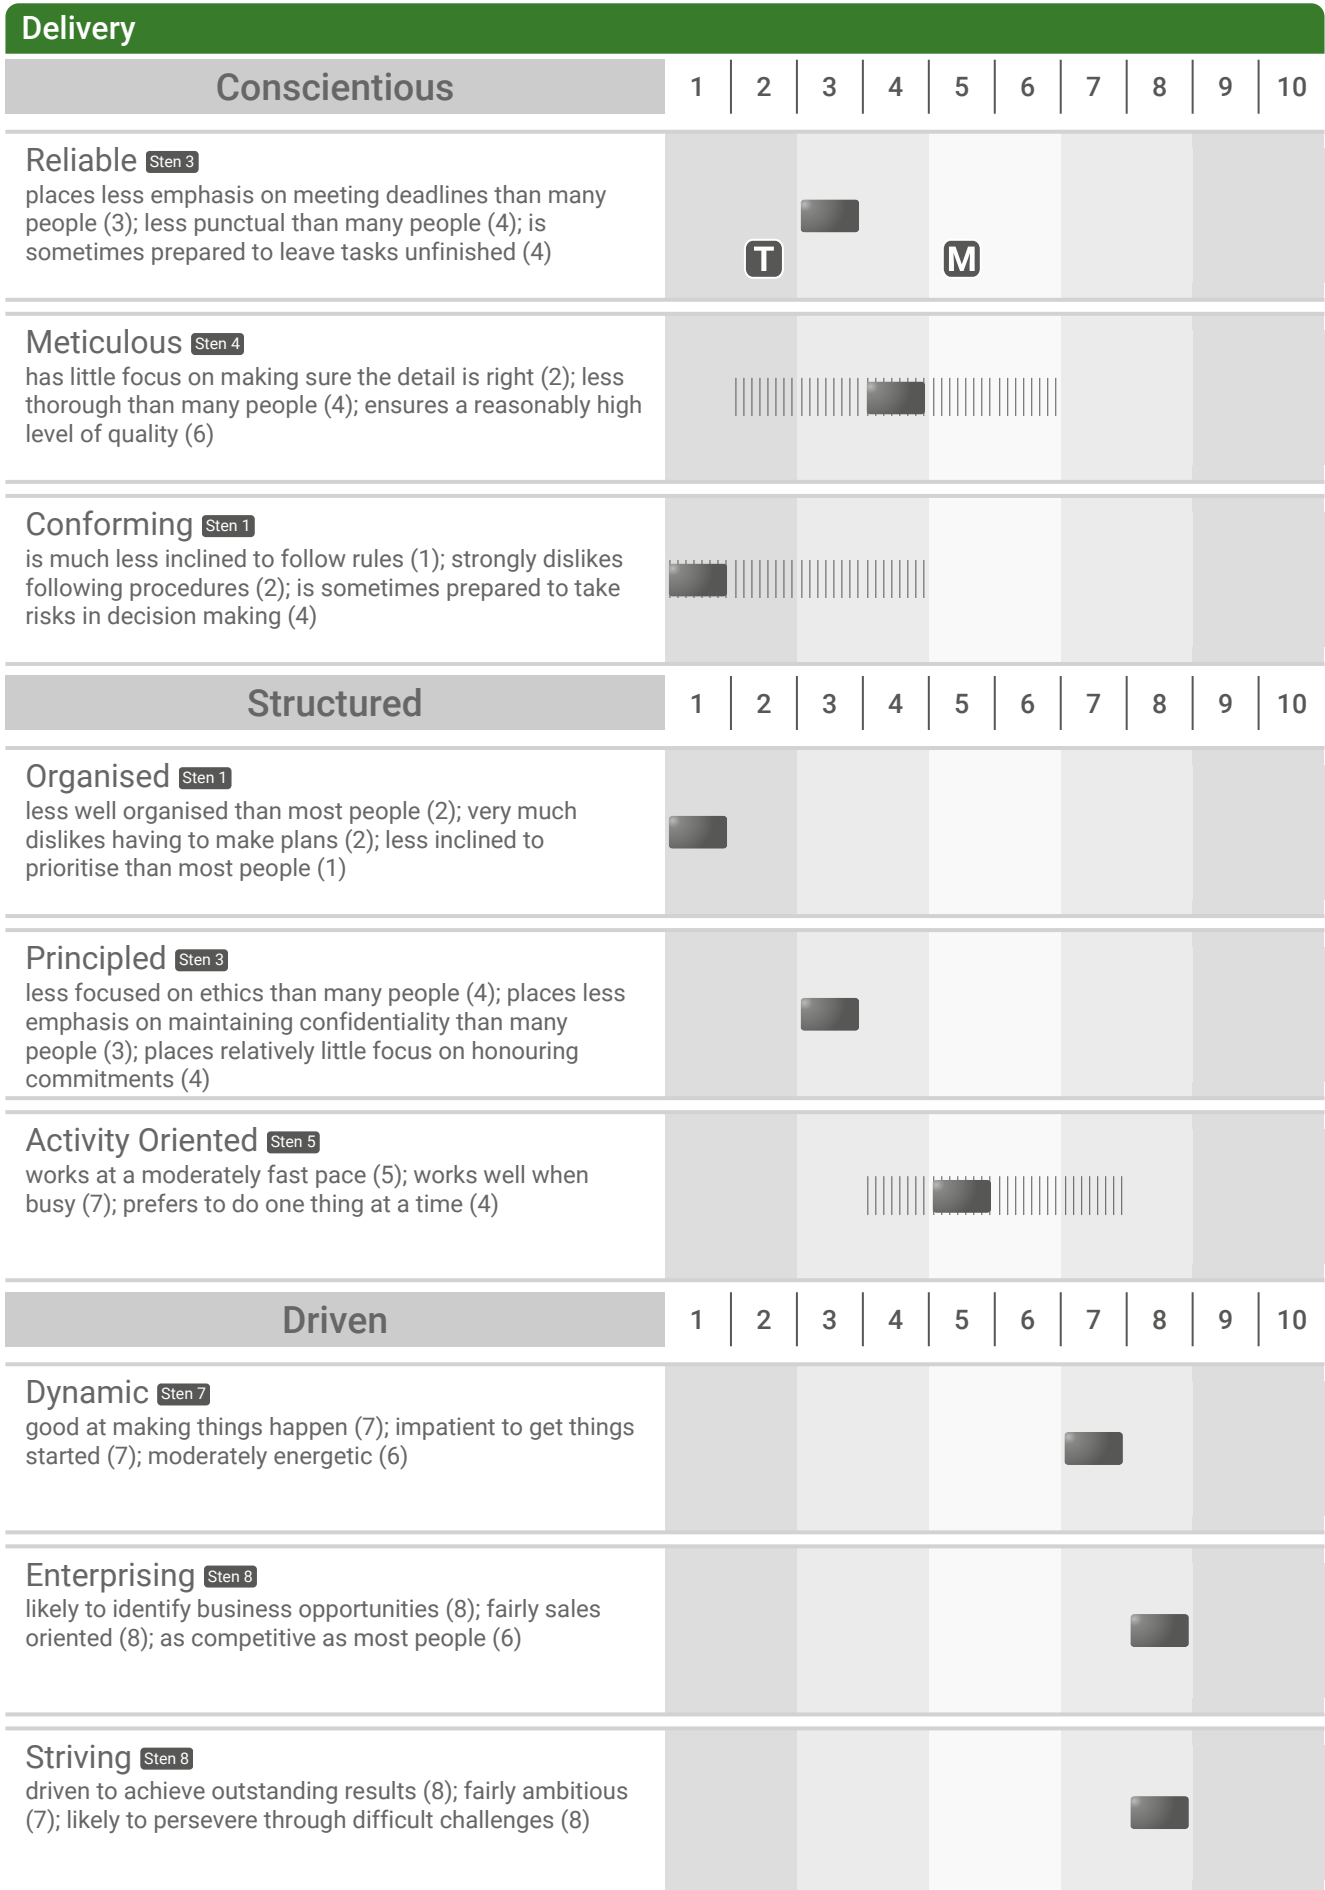 Delivery
Conscientious 1 2 3 4 5 6 7 8 9 10
Reliable Sten 3
places less emphasis on meeting deadlines than many
people (3); less punctual than many people (4); is
sometimes prepared to leave tasks unfinished (4)
T M
Meticulous Sten 4
has little focus on making sure the detail is right (2); less
thorough than many people (4); ensures a reasonably high
level of quality (6)
Conforming Sten 1
is much less inclined to follow rules (1); strongly dislikes
following procedures (2); is sometimes prepared to take
risks in decision making (4)
Structured 1 2 3 4 5 6 7 8 9 10
Organised Sten 1
less well organised than most people (2); very much
dislikes having to make plans (2); less inclined to
prioritise than most people (1)
Principled Sten 3
less focused on ethics than many people (4); places less
emphasis on maintaining confidentiality than many
people (3); places relatively little focus on honouring
commitments (4)
Activity Oriented Sten 5
works at a moderately fast pace (5); works well when
busy (7); prefers to do one thing at a time (4)
Driven 1 2 3 4 5 6 7 8 9 10
Dynamic Sten 7
good at making things happen (7); impatient to get things
started (7); moderately energetic (6)
Enterprising Sten 8
likely to identify business opportunities (8); fairly sales
oriented (8); as competitive as most people (6)
Striving Sten 8
driven to achieve outstanding results (8); fairly ambitious
(7); likely to persevere through difficult challenges (8)